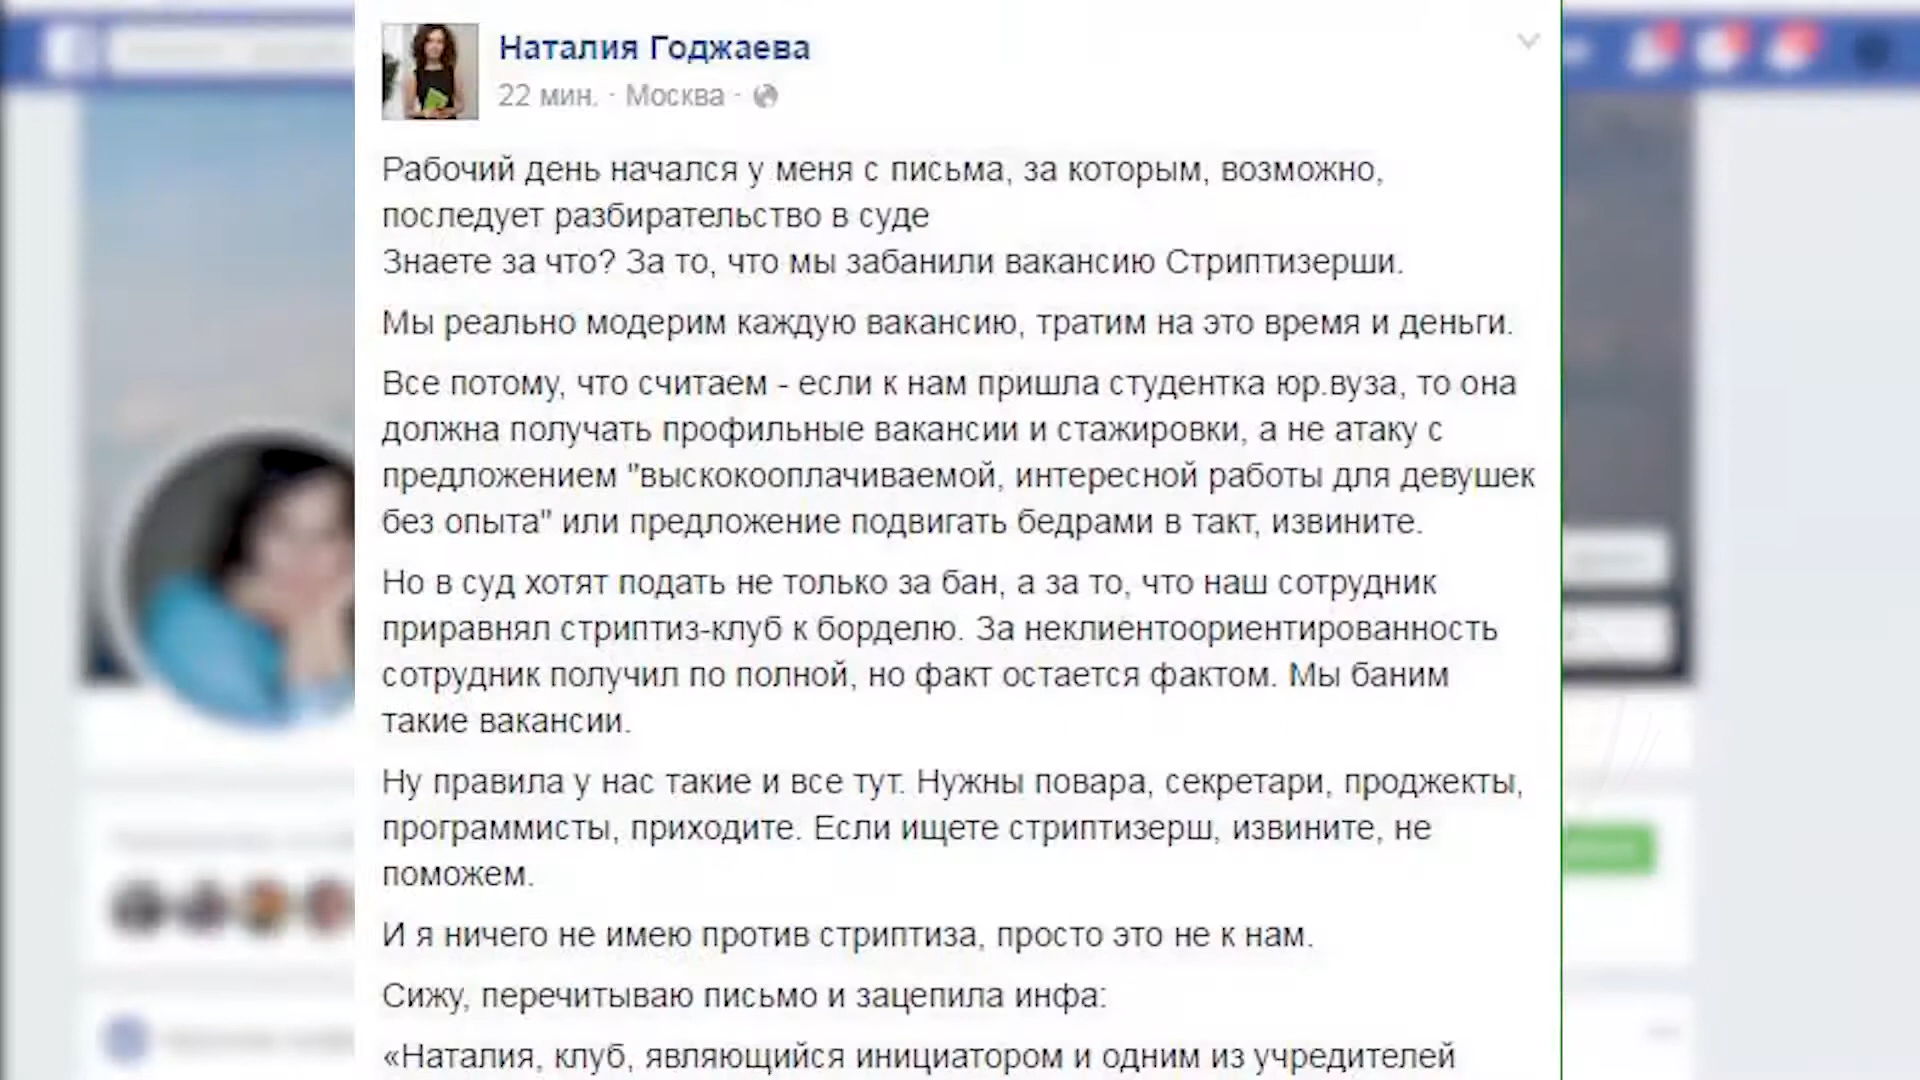 Наталия Годжаева
22 мин. · Москва ·
Рабочий день начался у меня с письма, за которым, возможно,
последует разбирательство в суде
Знаете за что? За то, что мы забанили вакансию Стриптизерши.
Мы реально модерим каждую вакансию, тратим на это время и деньги.
Все потому, что считаем - если к нам пришла студентка юр.вуза, то она
должна получать профильные вакансии и стажировки, а не атаку с
предложением "выскокооплачиваемой, интересной работы для девушек
без опыта" или предложение подвигать бедрами в такт, извините.
Но в суд хотят подать не только за бан, а за то, что наш сотрудник
приравнял стриптиз-клуб к борделю. За неклиентоориентированность
сотрудник получил по полной, но факт остается фактом. Мы баним
такие вакансии.
Ну правила у нас такие и все тут. Нужны повара, секретари, проджекты,
программисты, приходите. Если ищете стриптизерш, извините, не
поможем.
И я ничего не имею против стриптиза, просто это не к нам.
Сижу, перечитываю письмо и зацепила инфа:
«Наталия, клуб, являющийся инициатором и одним из учредителей